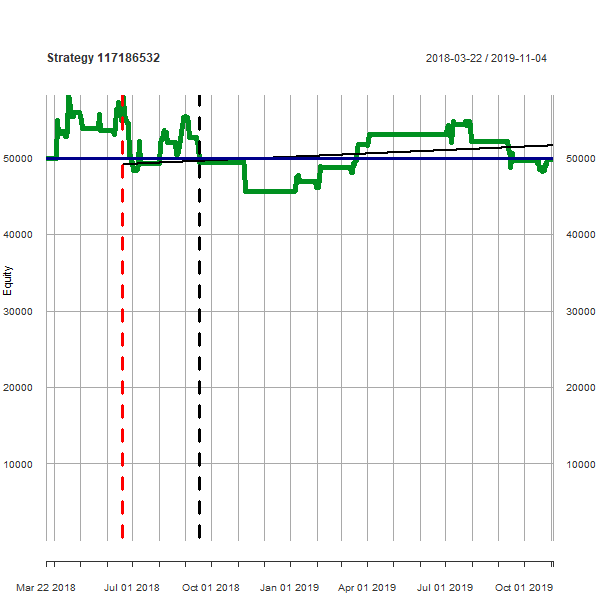 Strategy 117186532
2018-03-22 / 2019-11-04
50000
50000
40000
40000
Equity
30000
30000
20000
20000
10000
10000
Mar 22 2018
Jul 01 2018
Oct 01 2018
Jan 01 2019
Apr 01 2019
Jul 01 2019
Oct 01 2019